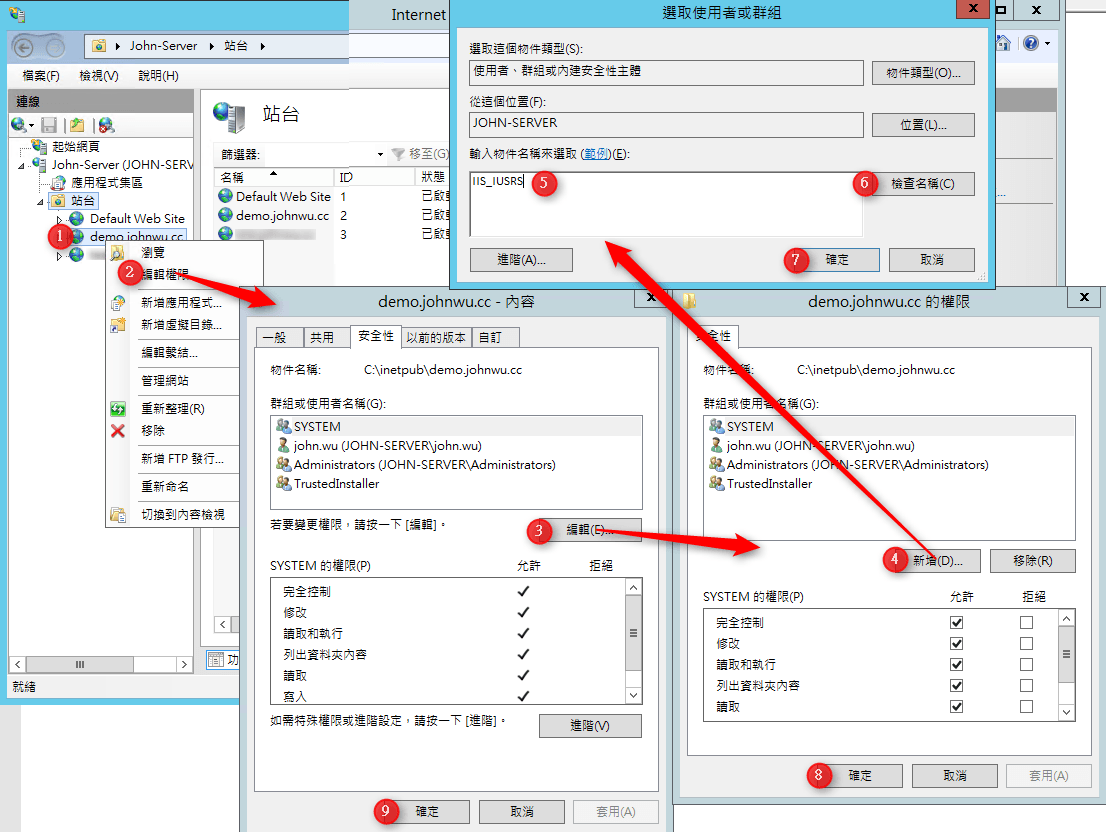 Internet
John-Server
站台
檔案(F)
檢視(V)
說明(H)
連線
起始網頁
John-Server (JOHN-SERV
應用程式集區
站台
Default Web Site
1
demo.johnwu.cc
站台
篩選器:
移至(G)
名稱
ID
狀態
Default Web Site
1
已啟動
demo.johnwu.cc
2
已啟
3
已啟
瀏覽
2
編輯權限
新增應用程式...
新增虛擬目錄...
編輯繫結...
管理網站
重新整理(R)
移除
新增 FTP 發行...
重新命名
切換到內容檢視
就緒
功
選取使用者或群組
選取這個物件類型(S):
使用者、群組或內建安全性主體
物件類型(O)...
從這個位置(F):
JOHN-SERVER
位置(L)...
輸入物件名稱來選取 (範例)(E):
IIS_IUSRS
5
6
檢查名稱(C)
進階(A)...
7
確定
取消
demo.johnwu.cc - 內容
一般
共用
安全性
以前的版本
自訂
物件名稱:
C:\inetpub\demo.johnwu.cc
群組或使用者名稱(G):
SYSTEM
john.wu (JOHN-SERVER\john.wu)
Administrators (JOHN-SERVER\Administrators)
TrustedInstaller
若要變更權限，請按一下 [編輯]。
3
編輯(E)...
SYSTEM 的權限(P)
允許
拒絕
完全控制
修改
讀取和執行
列出資料夾內容
讀取
寫入
如需特殊權限或進階設定，請按一下 [進階]。
進階(V)
9
確定
取消
套用(A)
demo.johnwu.cc 的權限
安全性
物件名稱:
C:\inetpub\demo.johnwu.cc
群組或使用者名稱(G):
SYSTEM
john.wu (JOHN-SERVER\john.wu)
Administrators (JOHN-SERVER\Administrators)
TrustedInstaller
4
新增(D)...
移除(R)
SYSTEM 的權限(P)
允許
拒絕
完全控制
修改
讀取和執行
列出資料夾內容
讀取
8
確定
取消
套用(A)